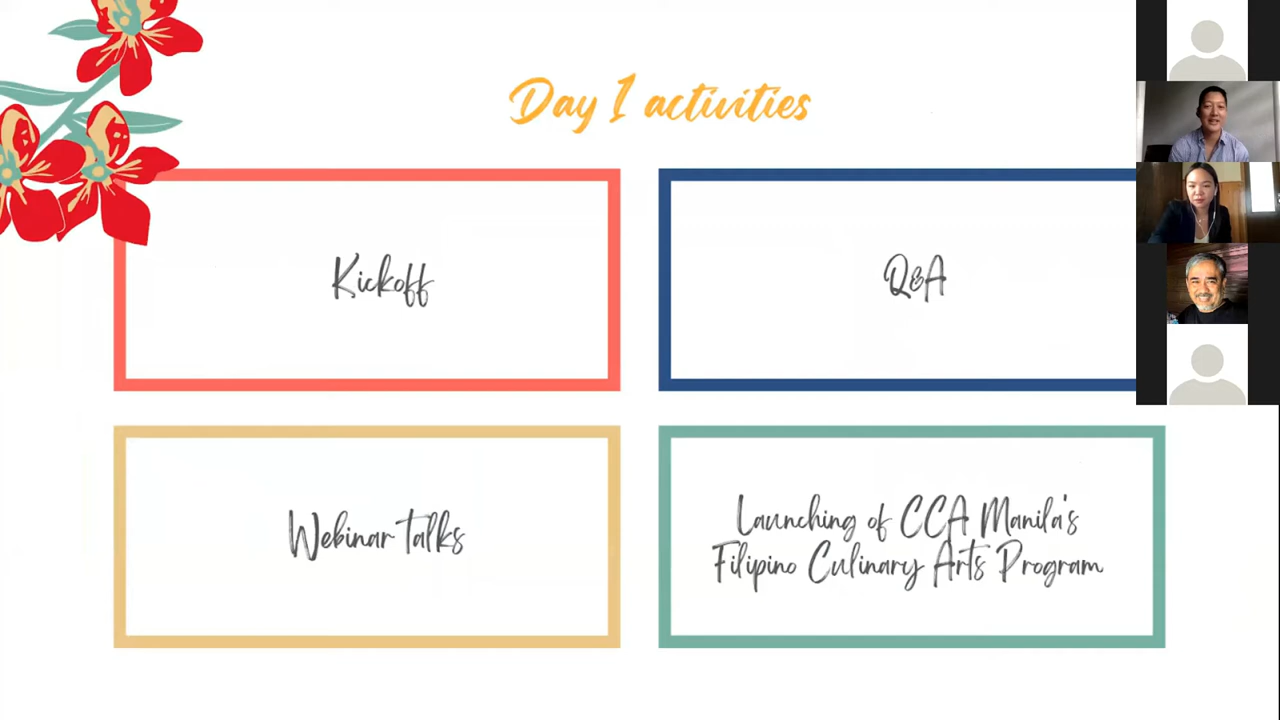 Day 1 activities
Kickoff
Q&A
Webinar talks
Launching of CCA Manila's
Filipino Culinary Arts Program